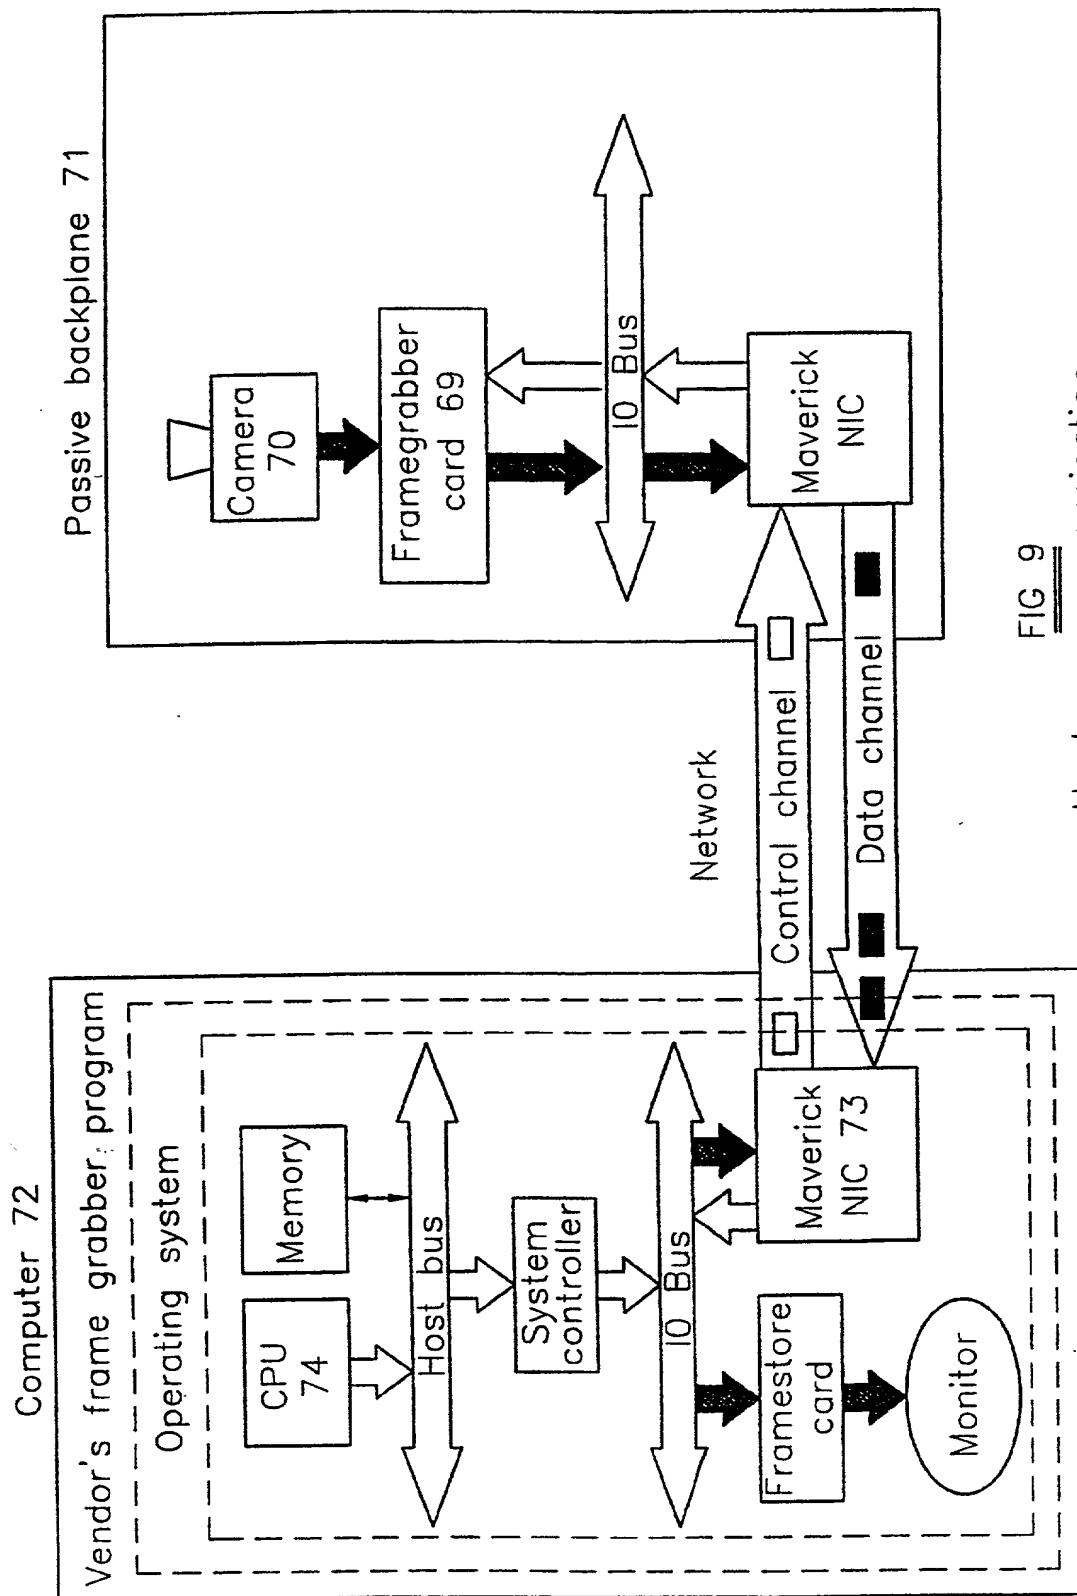 Computer 72
Vendor's frame grabber program
Operating system
CPU
74
Memory
Host bus
System
controller
IO Bus
Framestore
card
Monitor
Maverick
NIC 73
Network
Control channel
Data channel
Passive backplane 71
Camera
70
Framegrabber
card 69
IO Bus
Maverick
NIC
FIG 9